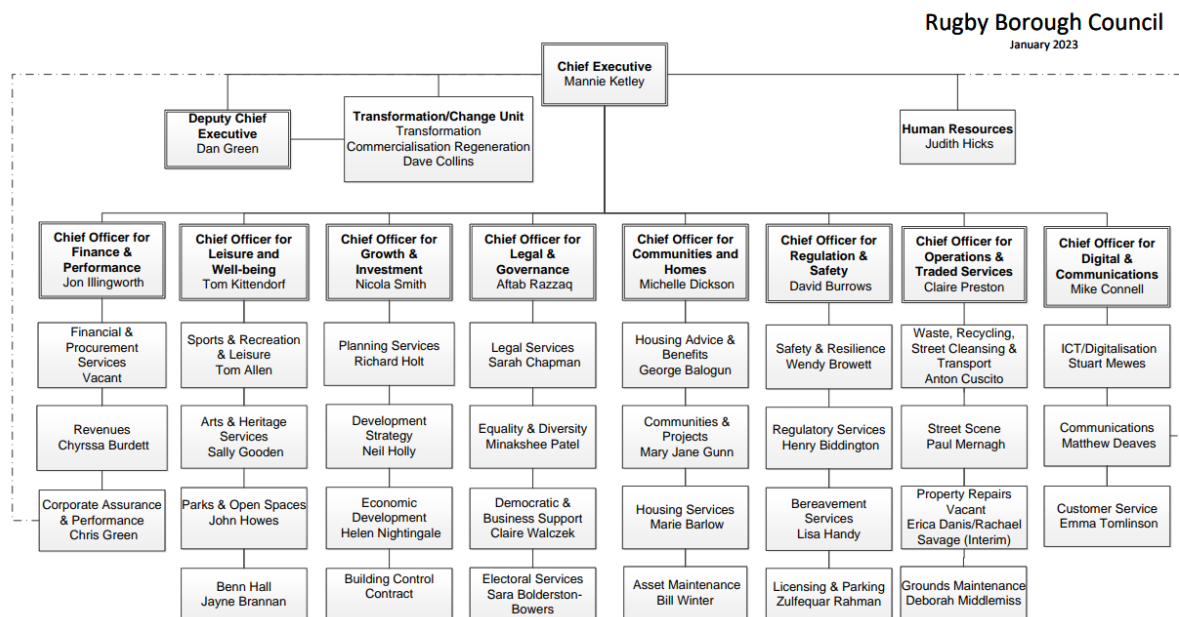 Rugby Borough Council
January 2023
Chief Executive
Mannie Ketley
Deputy Chief
Executive
Dan Green
Transformation/Change Unit
Transformation
Commercialisation Regeneration
Dave Collins
Human Resources
Judith Hicks
Chief Officer for
Finance &
Performance
Jon Illingworth
Financial &
Procurement
Services
Vacant
Revenues
Chyrssa Burdett
Corporate Assurance
& Performance
Chris Green
Chief Officer for
Leisure and
Well-being
Tom Kittendorf
Sports & Recreation
& Leisure
Tom Allen
Arts & Heritage
Services
Sally Gooden
Parks & Open Spaces
John Howes
Benn Hall
Jayne Brannan
Chief Officer for
Growth &
Investment
Nicola Smith
Planning Services
Richard Holt
Development
Strategy
Neil Holly
Economic
Development
Helen Nightingale
Building Control
Contract
Chief Officer for
Legal &
Governance
Aftab Razzaq
Legal Services
Sarah Chapman
Equality & Diversity
Minakshee Patel
Democratic &
Business Support
Claire Walczek
Electoral Services
Sara Bolderston-
Bowers
Chief Officer for
Communities and
Homes
Michelle Dickson
Housing Advice &
Benefits
George Balogun
Communities &
Projects
Mary Jane Gunn
Housing Services
Marie Barlow
Asset Maintenance
Bill Winter
Chief Officer for
Regulation &
Safety
David Burrows
Safety & Resilience
Wendy Browett
Regulatory Services
Henry Biddington
Bereavement
Services
Lisa Handy
Licensing & Parking
Zulfequar Rahman
Chief Officer for
Operations &
Traded Services
Claire Preston
Waste, Recycling,
Street Cleansing &
Transport
Anton Cuscito
Street Scene
Paul Mernagh
Property Repairs
Vacant
Erica Danis/Rachael
Savage (Interim)
Grounds Maintenance
Deborah Middlemiss
Chief Officer for
Digital &
Communications
Mike Connell
ICT/Digitalisation
Stuart Mewes
Communications
Matthew Deaves
Customer Service
Emma Tomlinson